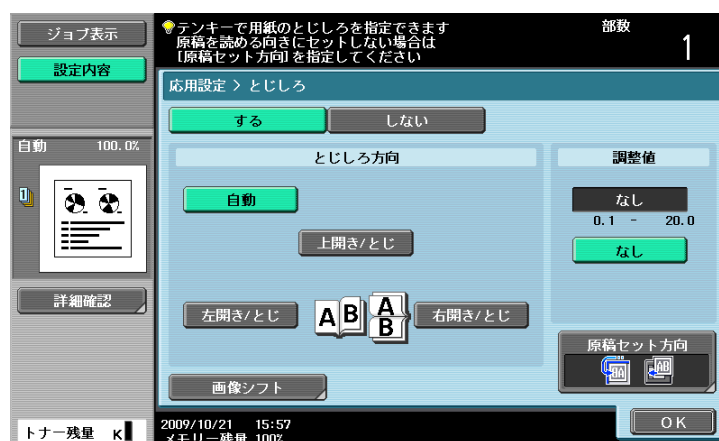 ジョブ表示
設定内容
テンキーで用紙のとじしろを指定できます
原稿を読める向きにセットしない場合は
[原稿セット方向]を指定してください
部数
1
応用設定 > とじしろ
する
しない
自動 100.0%
とじしろ方向
調整値
自動
なし
0.1 - 20.0
上開き/とじ
なし
詳細確認
左開き/とじ
A B
A
B
右開き/とじ
原稿セット方向
画像シフト
トナー残量 K
2009/10/21 15:57
メモリー残量 100%
OK